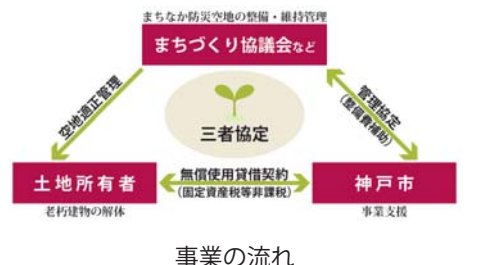 まちなか防災空地の整備・維持管理
まちづくり協議会など
空地適正管理
管理協定
(整備費補助)
三者協定
土地所有者
無償使用貸借契約
(固定資産税等非課税)
神戸市
老朽建物の解体
事業支援
事業の流れ